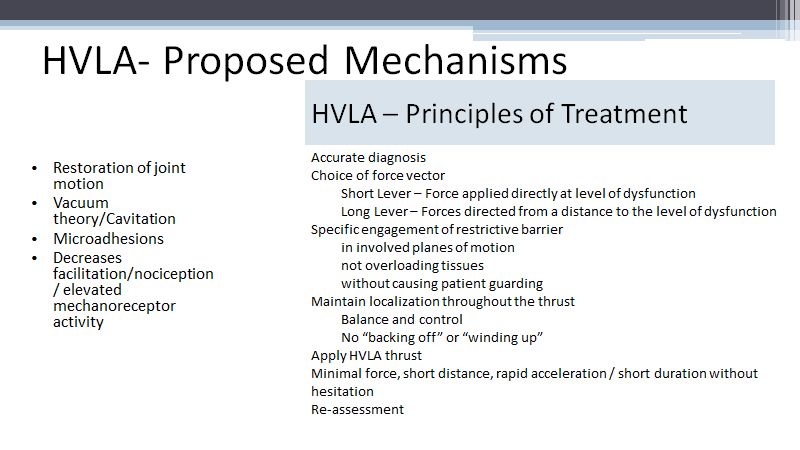 HVLA- Proposed Mechanisms
HVLA – Principles of Treatment
• Restoration of joint
motion
• Vacuum
theory/Cavitation
• Microadhesions
• Decreases
facilitation/nociception
/ elevated
mechanoreceptor
activity
Accurate diagnosis
Choice of force vector
Short Lever – Force applied directly at level of dysfunction
Long Lever – Forces directed from a distance to the level of dysfunction
Specific engagement of restrictive barrier
in involved planes of motion
not overloading tissues
without causing patient guarding
Maintain localization throughout the thrust
Balance and control
No “backing off” or “winding up”
Apply HVLA thrust
Minimal force, short distance, rapid acceleration / short duration without
hesitation
Re-assessment